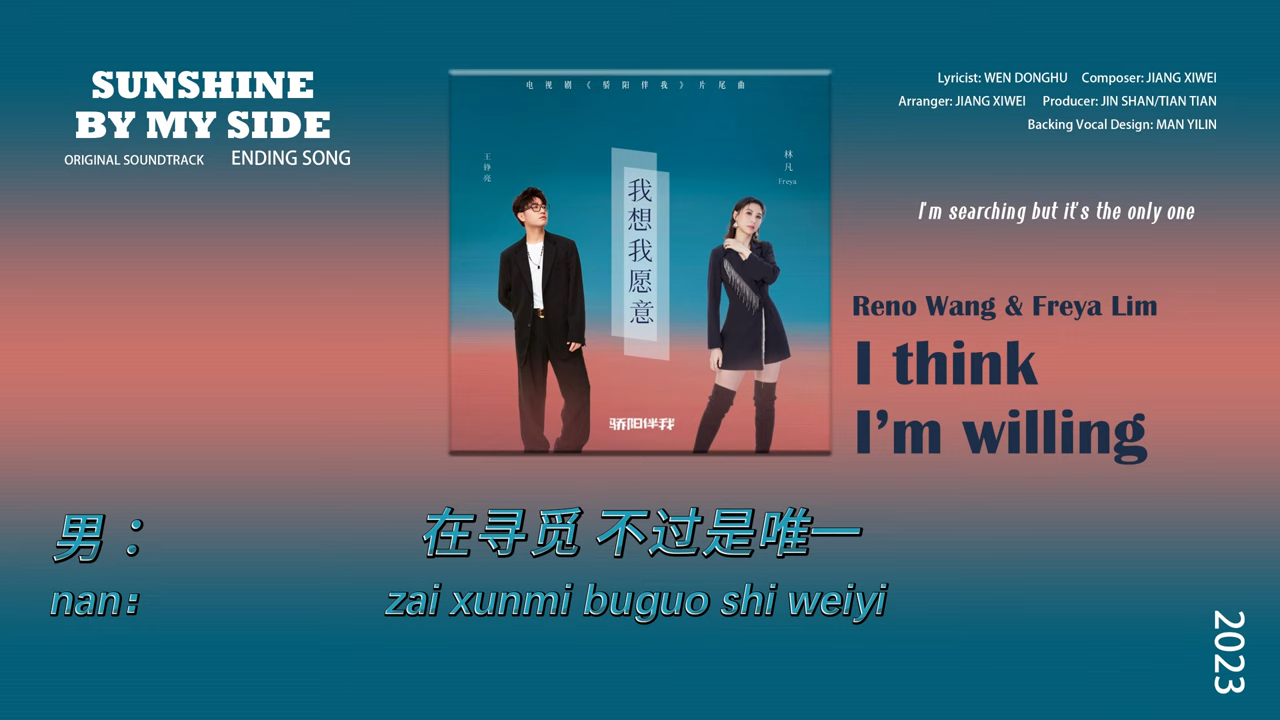 SUNSHINE
BY MY SIDE
ORIGINAL SOUNDTRACK ENDING SONG
电视剧《骄阳伴我》片尾曲
王铮亮
林凡
Freya
我想我愿意
骄阳伴我
Lyricist: WEN DONGHU Composer: JIANG XIWEI
Arranger: JIANG XIWEI Producer: JIN SHAN/TIAN TIAN
Backing Vocal Design: MAN YILIN
I'm searching but it's the only one
Reno Wang & Freya Lim
I think
I'm willing
男： 在寻觅 不过是唯一
nan: zai xunmi buguo shi weiyi
2023